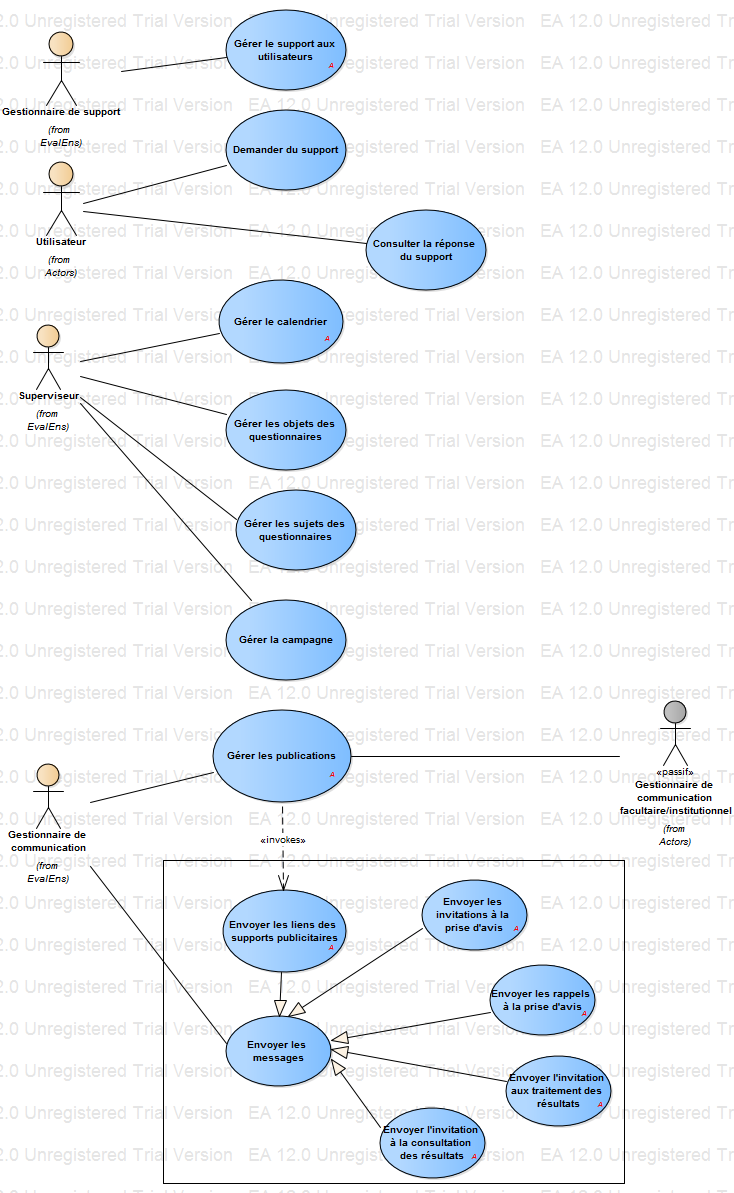 Gérer le support aux
utilisateurs
A
Gestionnaire de support
(from
EvalEns)
Demander du support
Utilisateur
(from
Actors)
Consulter la réponse
du support
Gérer le calendrier
A
Superviseur
(from
EvalEns)
Gérer les objets des
questionnaires
Gérer les sujets des
questionnaires
Gérer la campagne
Gérer les publications
A
«passif»
Gestionnaire de
communication
facultaire/institutionnel
(from
Actors)
Gestionnaire de
communication
(from
EvalEns)
«invokes»
Envoyer les liens des
supports publicitaires
A
Envoyer les
invitations à la
prise d'avis
A
Envoyer les rappels
à la prise d'avis
A
Envoyer les
messages
Envoyer l'invitation
aux traitement des
résultats
A
Envoyer l'invitation
à la consultation
des résultats
A
EA 12.0 Unregistered Trial Version